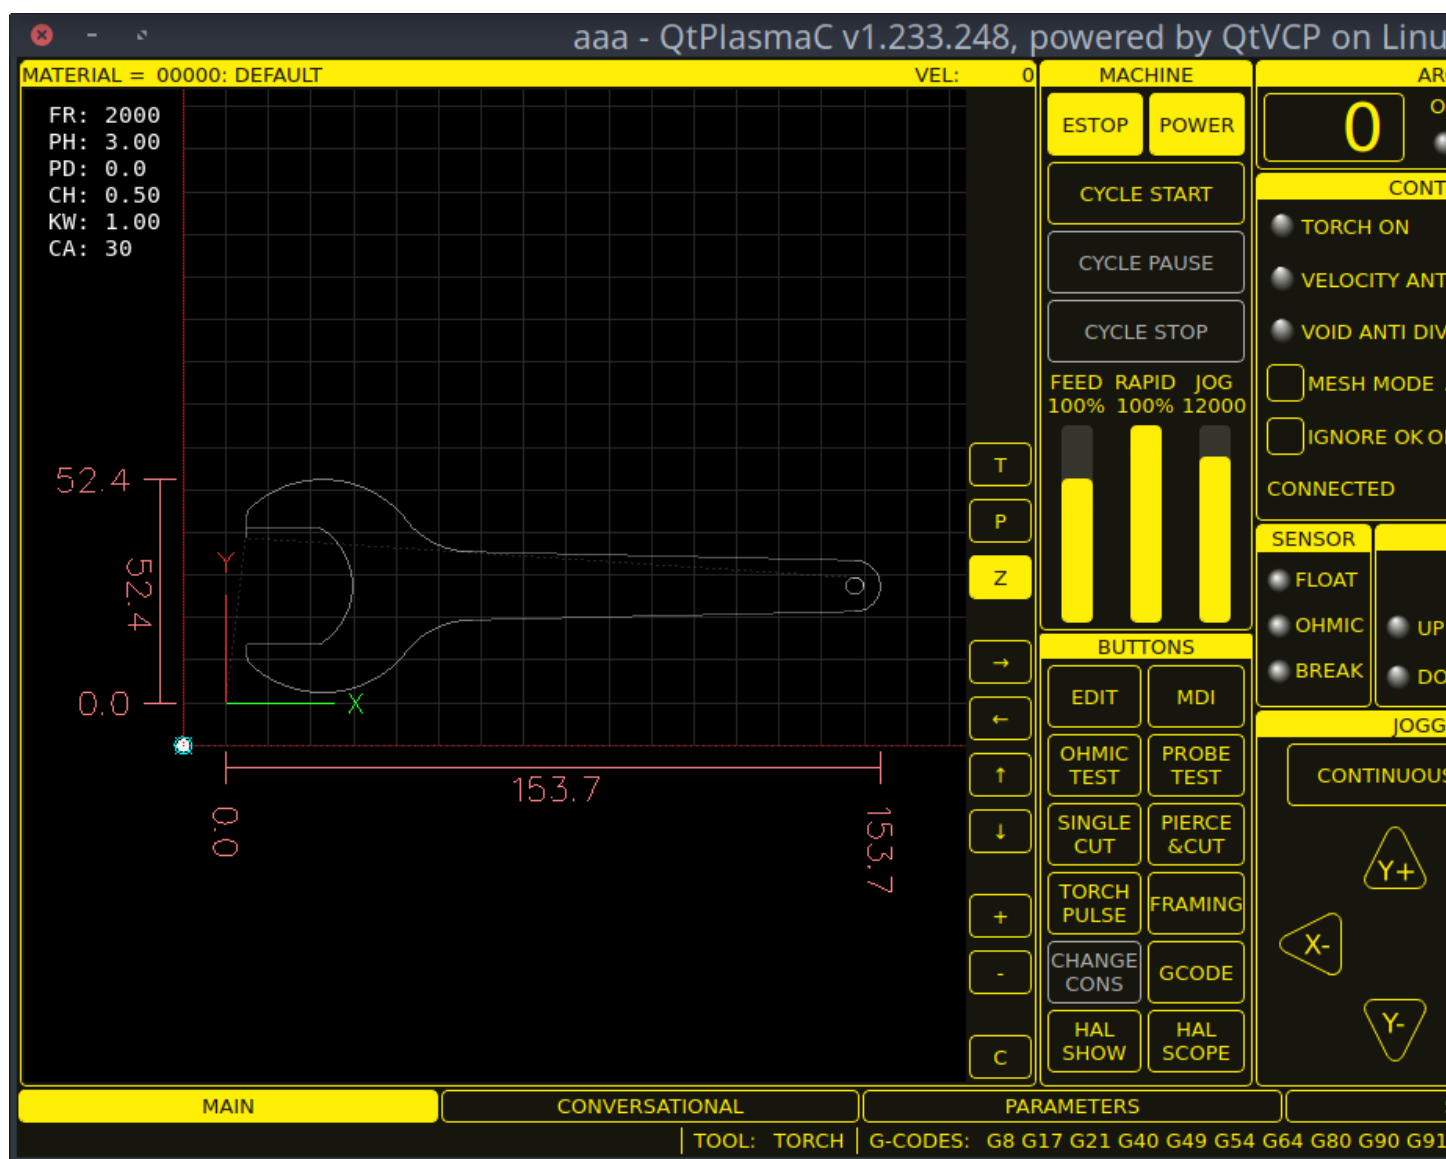 aaa - QtPlasmaC v1.233.248, powered by QtVCP on Linu
MATERIAL = 00000: DEFAULT
VEL: 0
FR: 2000
PH: 3.00
PD: 0.0
CH: 0.50
KW: 1.00
CA: 30
52.4
52.4
0.0
Y
X
153.7
0.0
153.7
T
P
Z
→
←
↑
↓
+
-
C
MACHINE
ESTOP POWER
CYCLE START
CYCLE PAUSE
CYCLE STOP
FEED RAPID JOG
100% 100% 12000
BUTTONS
EDIT
MDI
OHMIC
TEST
PROBE
TEST
SINGLE
CUT
PIERCE
&CUT
TORCH
PULSE
FRAMING
CHANGE
CONS
GCODE
HAL
SHOW
HAL
SCOPE
AR
0
O
CONT
TORCH ON
VELOCITY ANT
VOID ANTI DIV
MESH MODE
IGNORE OK O
CONNECTED
SENSOR
FLOAT
OHMIC
BREAK
UP
DO
JOGG
CONTINUOUS
Y+
X-
Y-
MAIN
CONVERSATIONAL
PARAMETERS
TOOL: TORCH
G-CODES: G8 G17 G21 G40 G49 G54 G64 G80 G90 G91